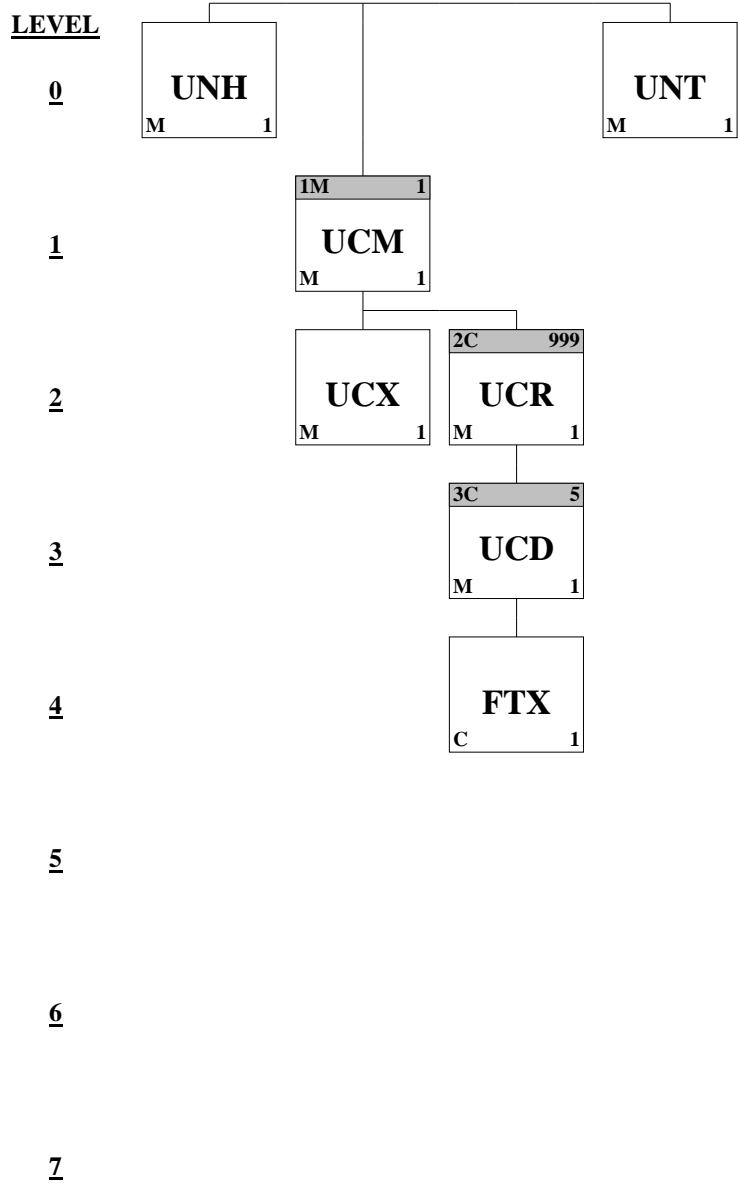 LEVEL
0
UNH
M 1
UNT
M 1
1
1M 1
UCM
M 1
2
UCX
M 1
2C 999
UCR
M 1
3
3C 5
UCD
M 1
4
FTX
C 1
5
6
7